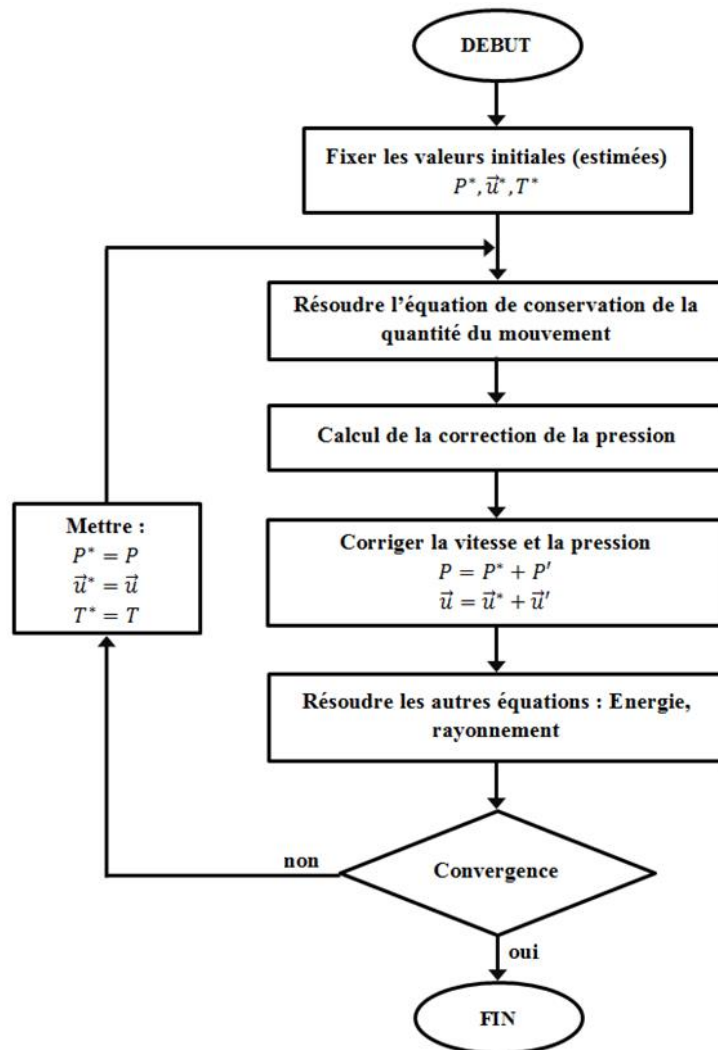 DEBUT
Fixer les valeurs initiales (estimées)
P*, u⃗*, T*
Résoudre l’équation de conservation de la
quantité du mouvement
Calcul de la correction de la pression
Corriger la vitesse et la pression
P = P* + P′
u⃗ = u⃗* + u⃗′
Mettre :
P* = P
u⃗* = u⃗
T* = T
Résoudre les autres équations : Energie,
rayonnement
non
Convergence
oui
FIN